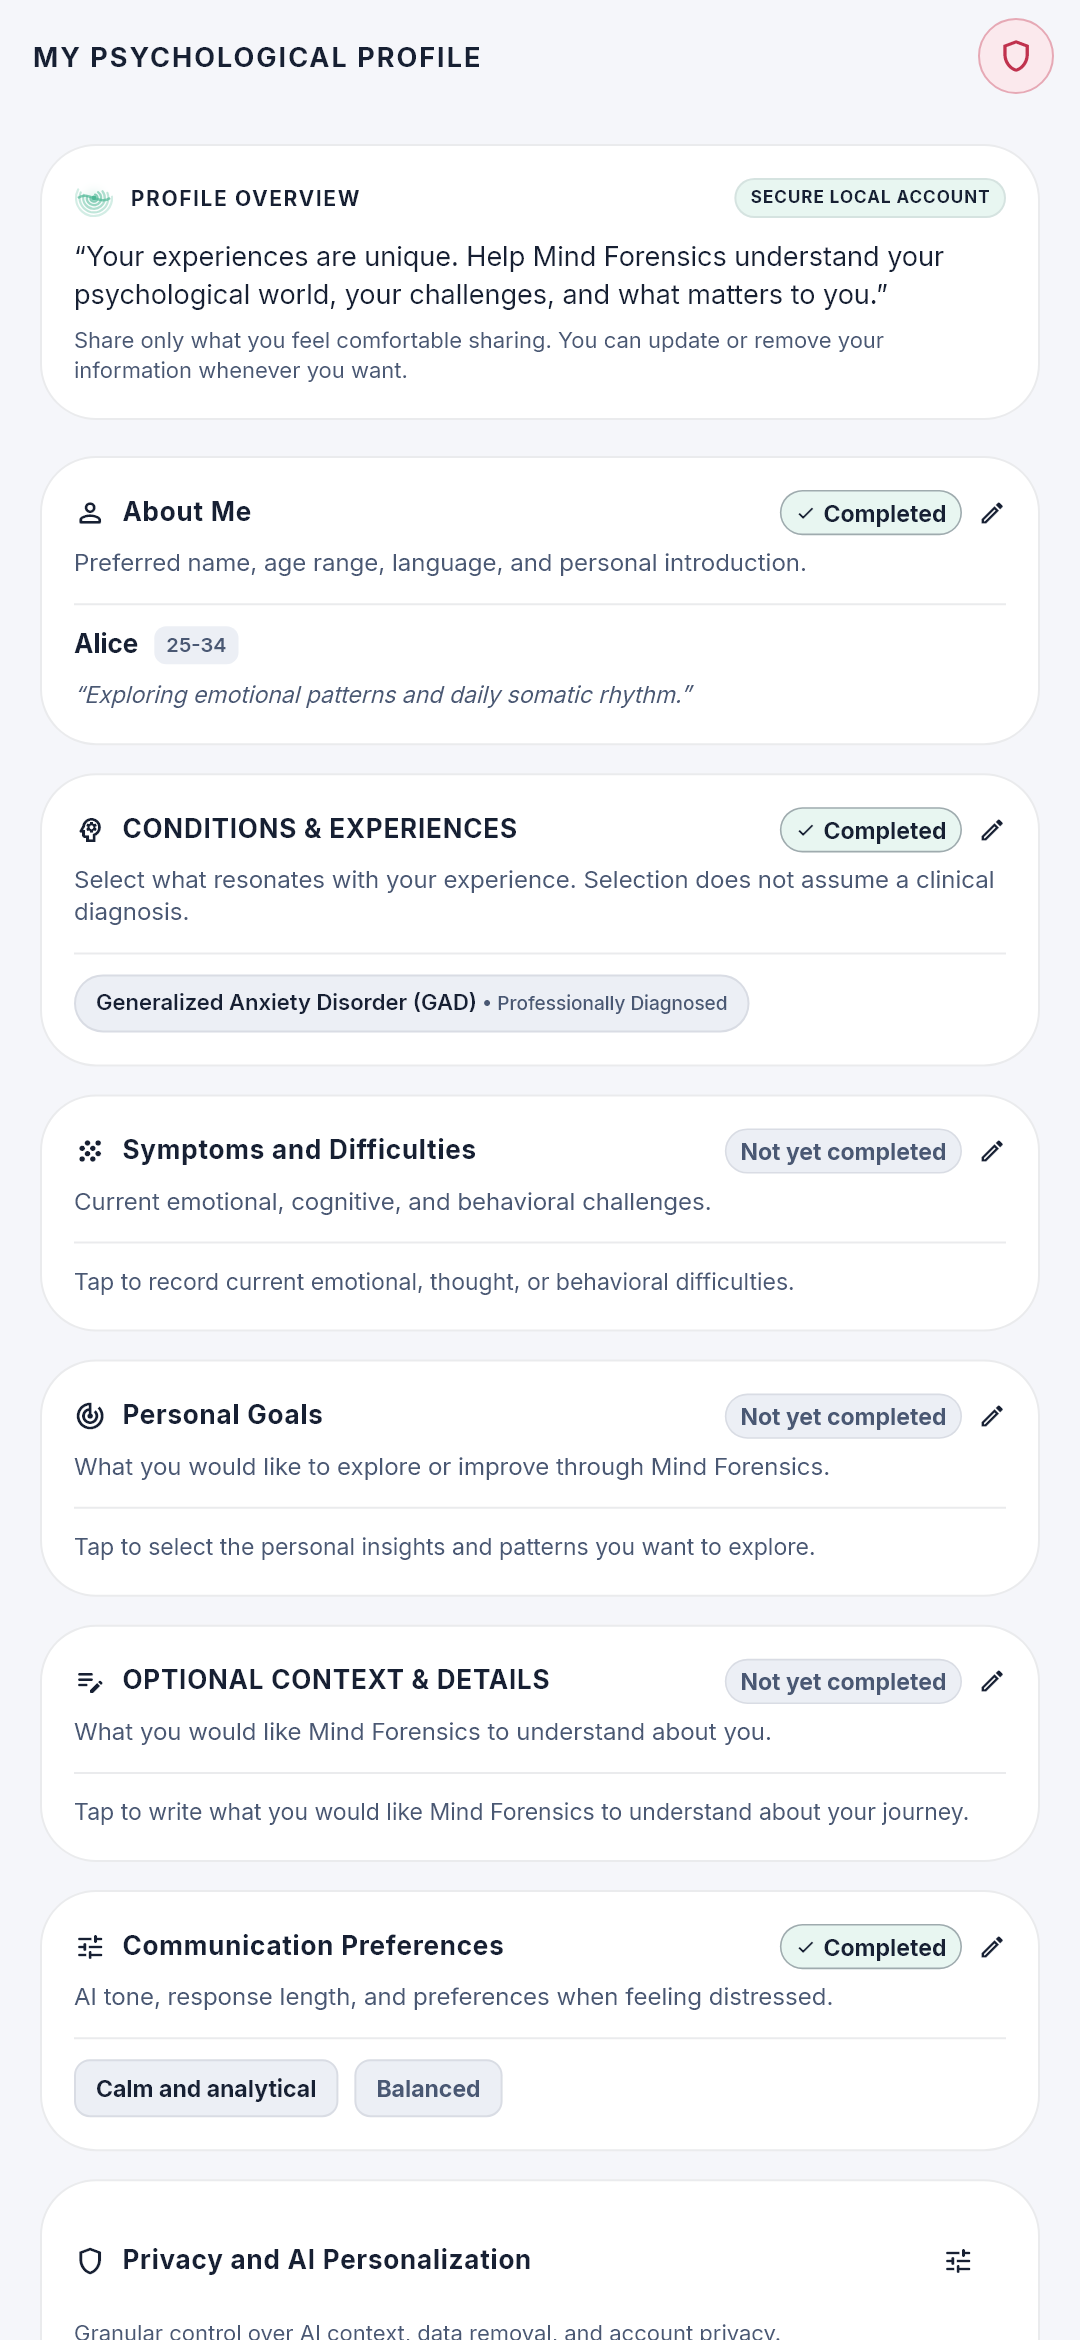 MY PSYCHOLOGICAL PROFILE
PROFILE OVERVIEW
SECURE LOCAL ACCOUNT
“Your experiences are unique. Help Mind Forensics understand your
psychological world, your challenges, and what matters to you.”
Share only what you feel comfortable sharing. You can update or remove your
information whenever you want.
About Me
Completed
Preferred name, age range, language, and personal introduction.
Alice
25-34
“Exploring emotional patterns and daily somatic rhythm.”
CONDITIONS & EXPERIENCES
Completed
Select what resonates with your experience. Selection does not assume a clinical
diagnosis.
Generalized Anxiety Disorder (GAD) • Professionally Diagnosed
Symptoms and Difficulties
Not yet completed
Current emotional, cognitive, and behavioral challenges.
Tap to record current emotional, thought, or behavioral difficulties.
Personal Goals
Not yet completed
What you would like to explore or improve through Mind Forensics.
Tap to select the personal insights and patterns you want to explore.
OPTIONAL CONTEXT & DETAILS
Not yet completed
What you would like Mind Forensics to understand about you.
Tap to write what you would like Mind Forensics to understand about your journey.
Communication Preferences
Completed
AI tone, response length, and preferences when feeling distressed.
Calm and analytical
Balanced
Privacy and AI Personalization
Granular control over AI context, data removal, and account privacy.